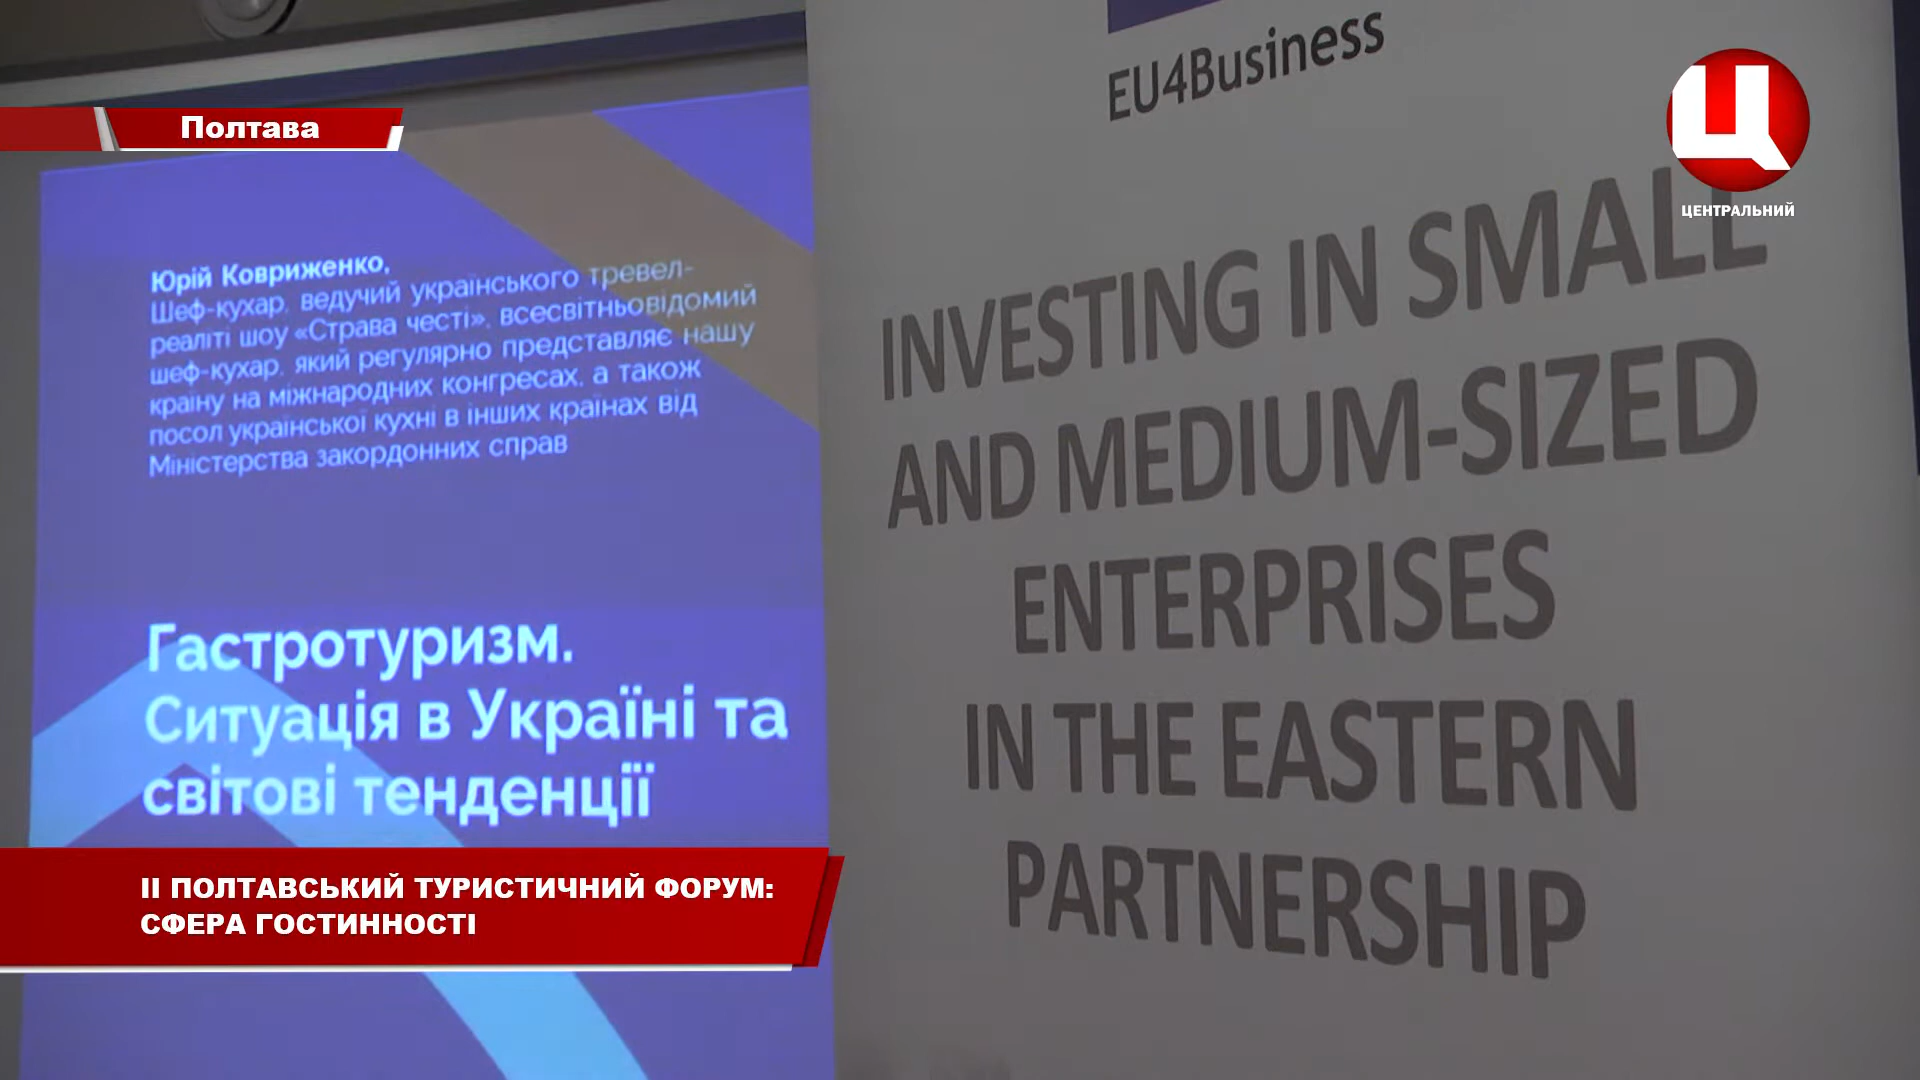 Полтава
Юрій Ковриженко,
Шеф-кухар, ведучий українського тревел-
реаліті шоу «Страва честі», всесвітньовідомий
шеф-кухар, який регулярно представляє нашу
країну на міжнародних конгресах, а також
посол української кухні в інших країнах від
Міністерства закордонних справ
Гастротуризм.
Ситуація в Україні та
світові тенденції
EU4Business
INVESTING IN SMALL
AND MEDIUM-SIZED
ENTERPRISES
IN THE EASTERN
PARTNERSHIP
Ц
ЦЕНТРАЛЬНИЙ
ІІ ПОЛТАВСЬКИЙ ТУРИСТИЧНИЙ ФОРУМ:
СФЕРА ГОСТИННОСТІ